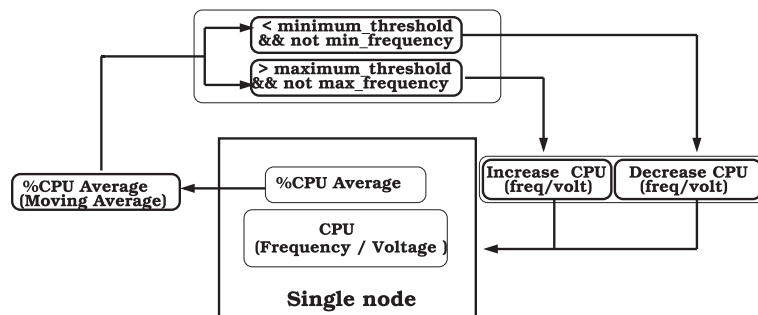 < minimum_threshold
&& not min_frequency
> maximum_threshold
&& not max_frequency
%CPU Average
(Moving Average)
%CPU Average
Increase CPU
(freq/volt)
Decrease CPU
(freq/volt)
CPU
(Frequency / Voltage )
Single node